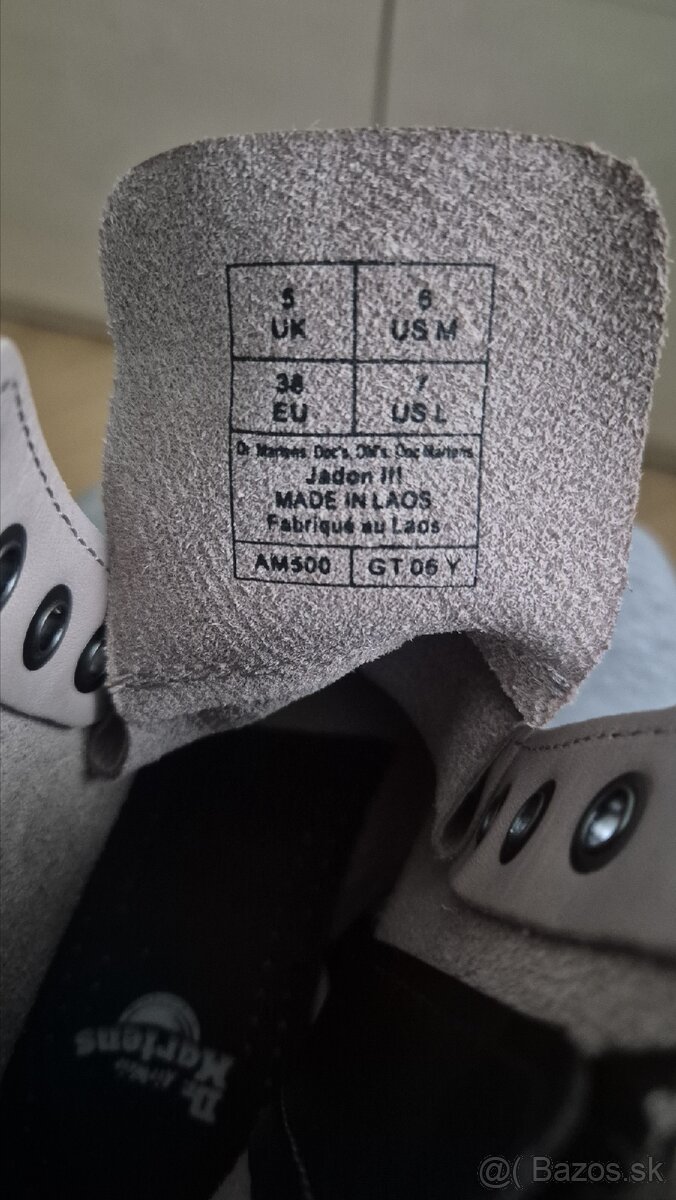 5 6
UK US M
38 7
EU US L
Dr. Martens, Doc's, DM's, Doc Martens
Jadon III
MADE IN LAOS
Fabriqué au Laos
AM500 GT 06 Y
Dr. Martens
@( Bazos.sk